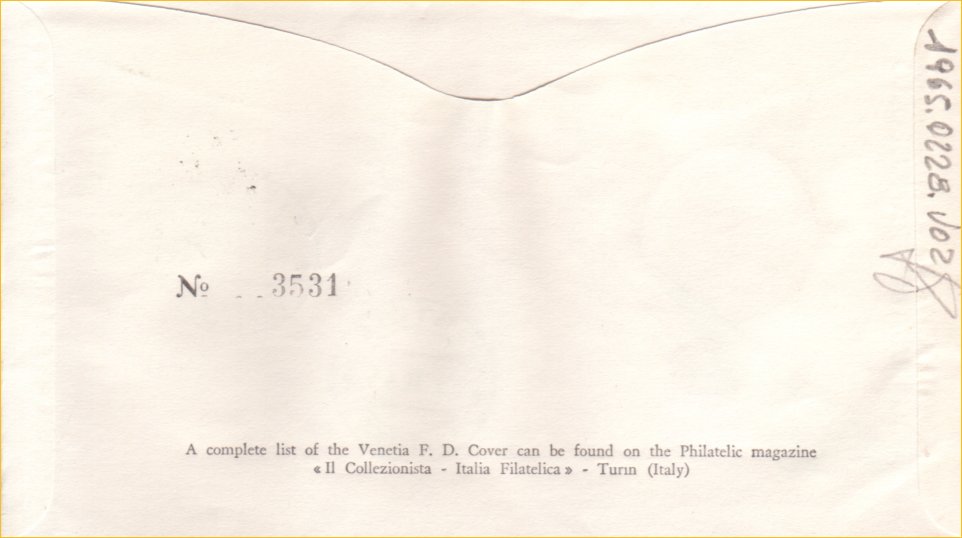 1965.0228.V02
№ 3531
A complete list of the Venetia F. D. Cover can be found on the Philatelic magazine
« Il Collezionista - Italia Filatelica » - Turin (Italy)